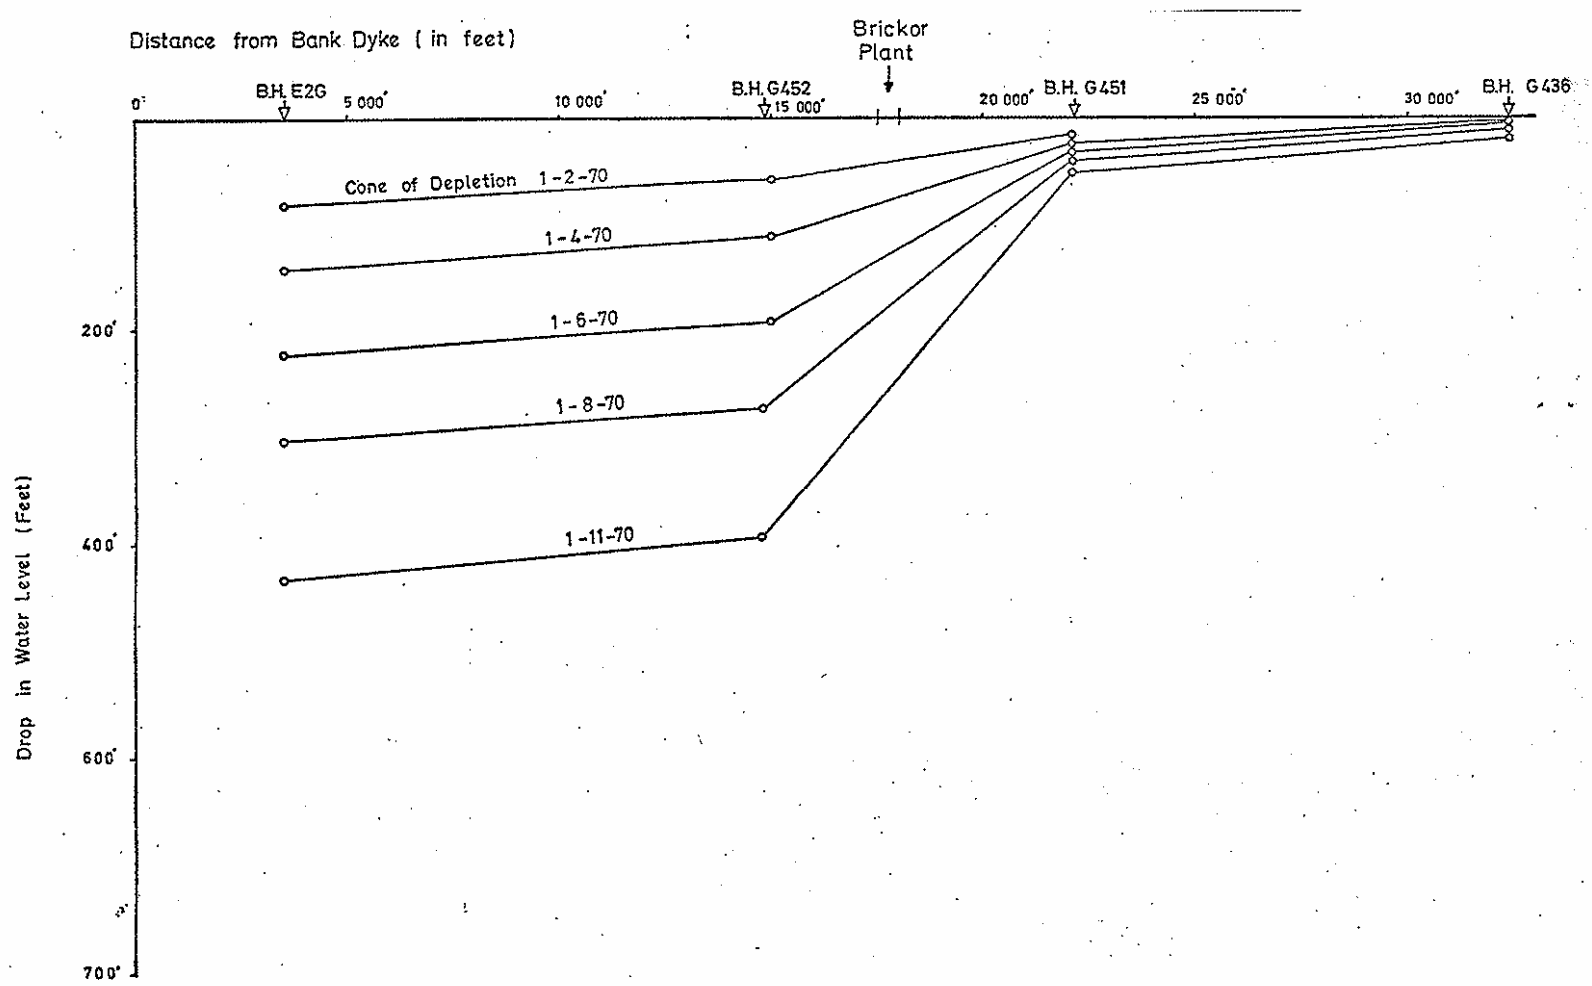 Distance from Bank Dyke (in feet)
Brickor
Plant
0'
B.H. E2G
5 000'
10 000'
B.H. G452
15 000'
20 000'
B.H. G451
25 000'
30 000'
B.H. G436
Cone of Depletion 1-2-70
1-4-70
1-6-70
1-8-70
1-11-70
200'
400'
600'
700'
Drop in Water Level (Feet)